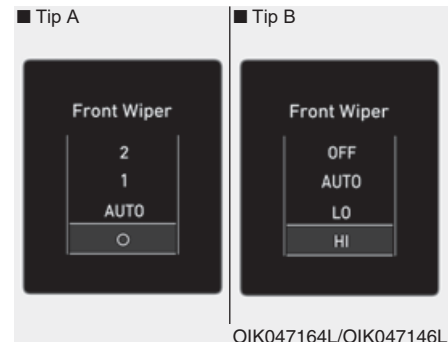 ■ Tip A
Front Wiper
2
1
AUTO
O
■ Tip B
Front Wiper
OFF
AUTO
LO
HI
OIK047164L/OIK047146L